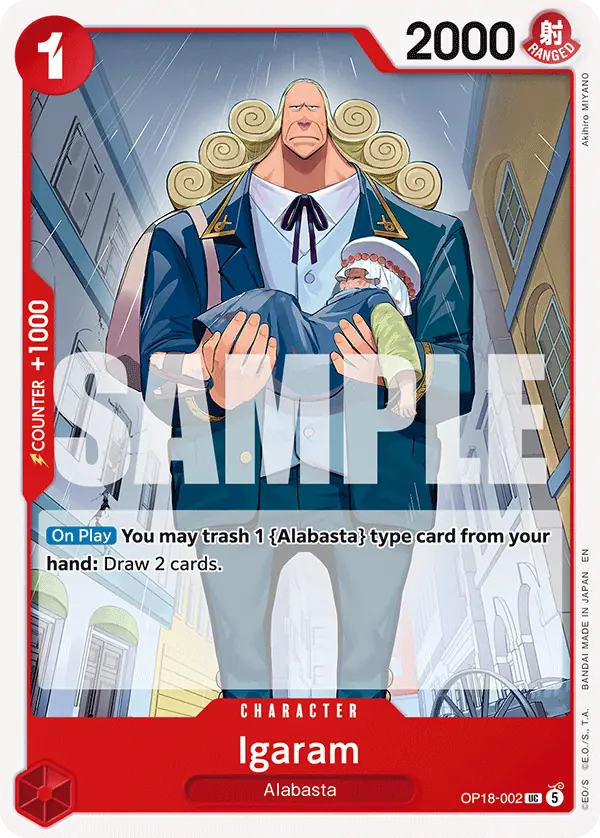 1
2000
射
RANGED
Akihiro MIYANO
COUNTER +1000
SAMPLE
On Play You may trash 1 {Alabasta} type card from your
hand: Draw 2 cards.
CHARACTER
Igaram
Alabasta
OP18-002 UC 5
©E.O/S ©E.O./S., T.A. BANDAI MADE IN JAPAN EN